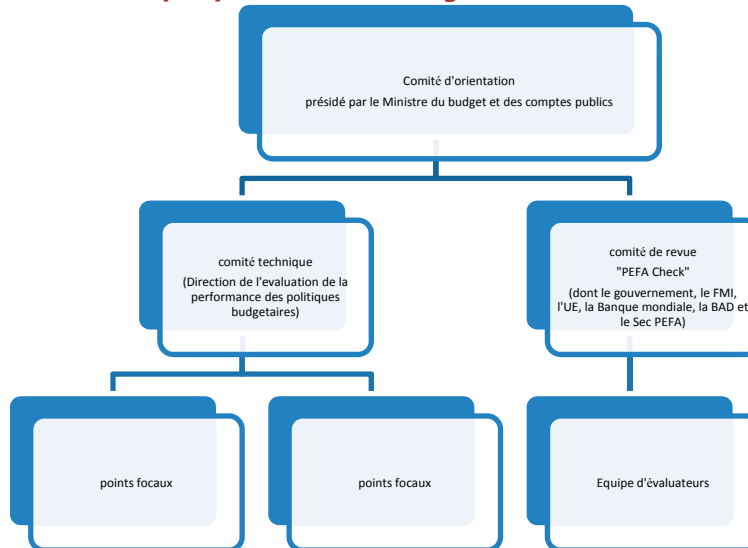 Comité d'orientation
présidé par le Ministre du budget et des comptes publics
comité technique
(Direction de l'evaluation de la
performance des politiques
budgetaires)
comité de revue
"PEFA Check"
(dont le gouvernement, le FMI,
l'UE, la Banque mondiale, la BAD et
le Sec PEFA)
points focaux
points focaux
Equipe d'évaluateurs